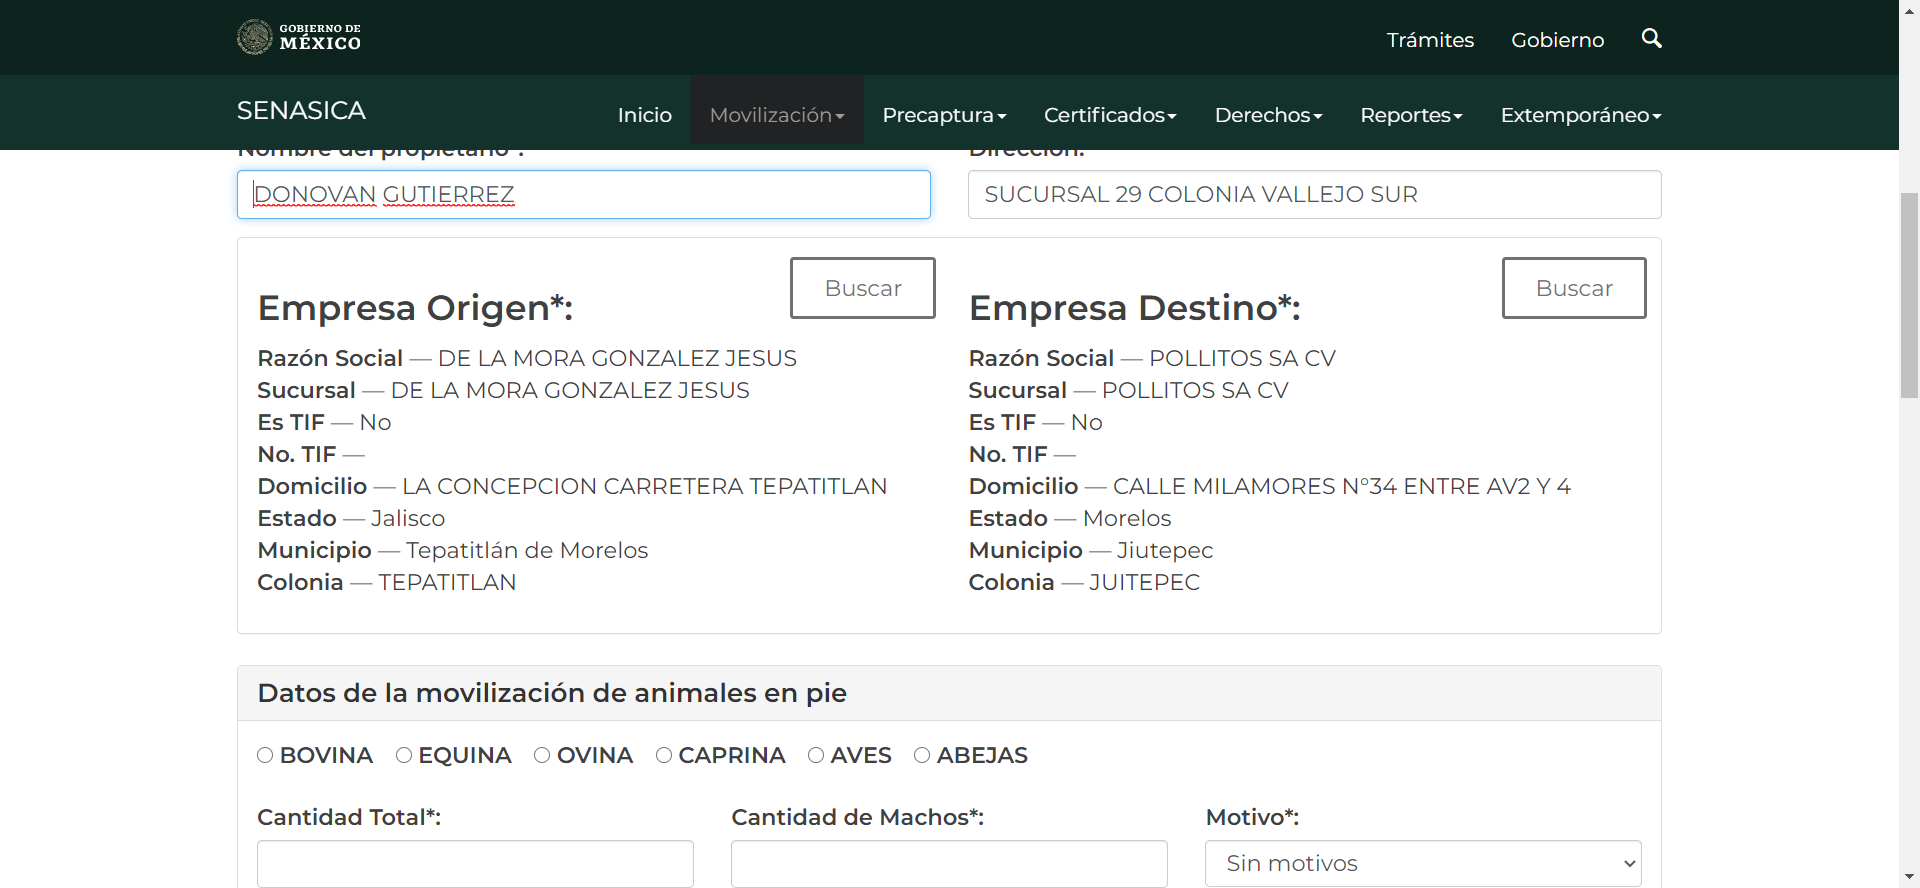 GOBIERNO DE
MÉXICO
Trámites Gobierno
SENASICA
Inicio Movilización Precaptura Certificados Derechos Reportes Extemporáneo
Nombre del propietario*:
Dirección:
DONOVAN GUTIERREZ
SUCURSAL 29 COLONIA VALLEJO SUR
Buscar
Empresa Origen*:
Razón Social — DE LA MORA GONZALEZ JESUS
Sucursal — DE LA MORA GONZALEZ JESUS
Es TIF — No
No. TIF —
Domicilio — LA CONCEPCION CARRETERA TEPATITLAN
Estado — Jalisco
Municipio — Tepatitlán de Morelos
Colonia — TEPATITLAN
Buscar
Empresa Destino*:
Razón Social — POLLITOS SA CV
Sucursal — POLLITOS SA CV
Es TIF — No
No. TIF —
Domicilio — CALLE MILAMORES N°34 ENTRE AV2 Y 4
Estado — Morelos
Municipio — Jiutepec
Colonia — JUITEPEC
Datos de la movilización de animales en pie
BOVINA EQUINA OVINA CAPRINA AVES ABEJAS
Cantidad Total*:
Cantidad de Machos*:
Motivo*:
Sin motivos